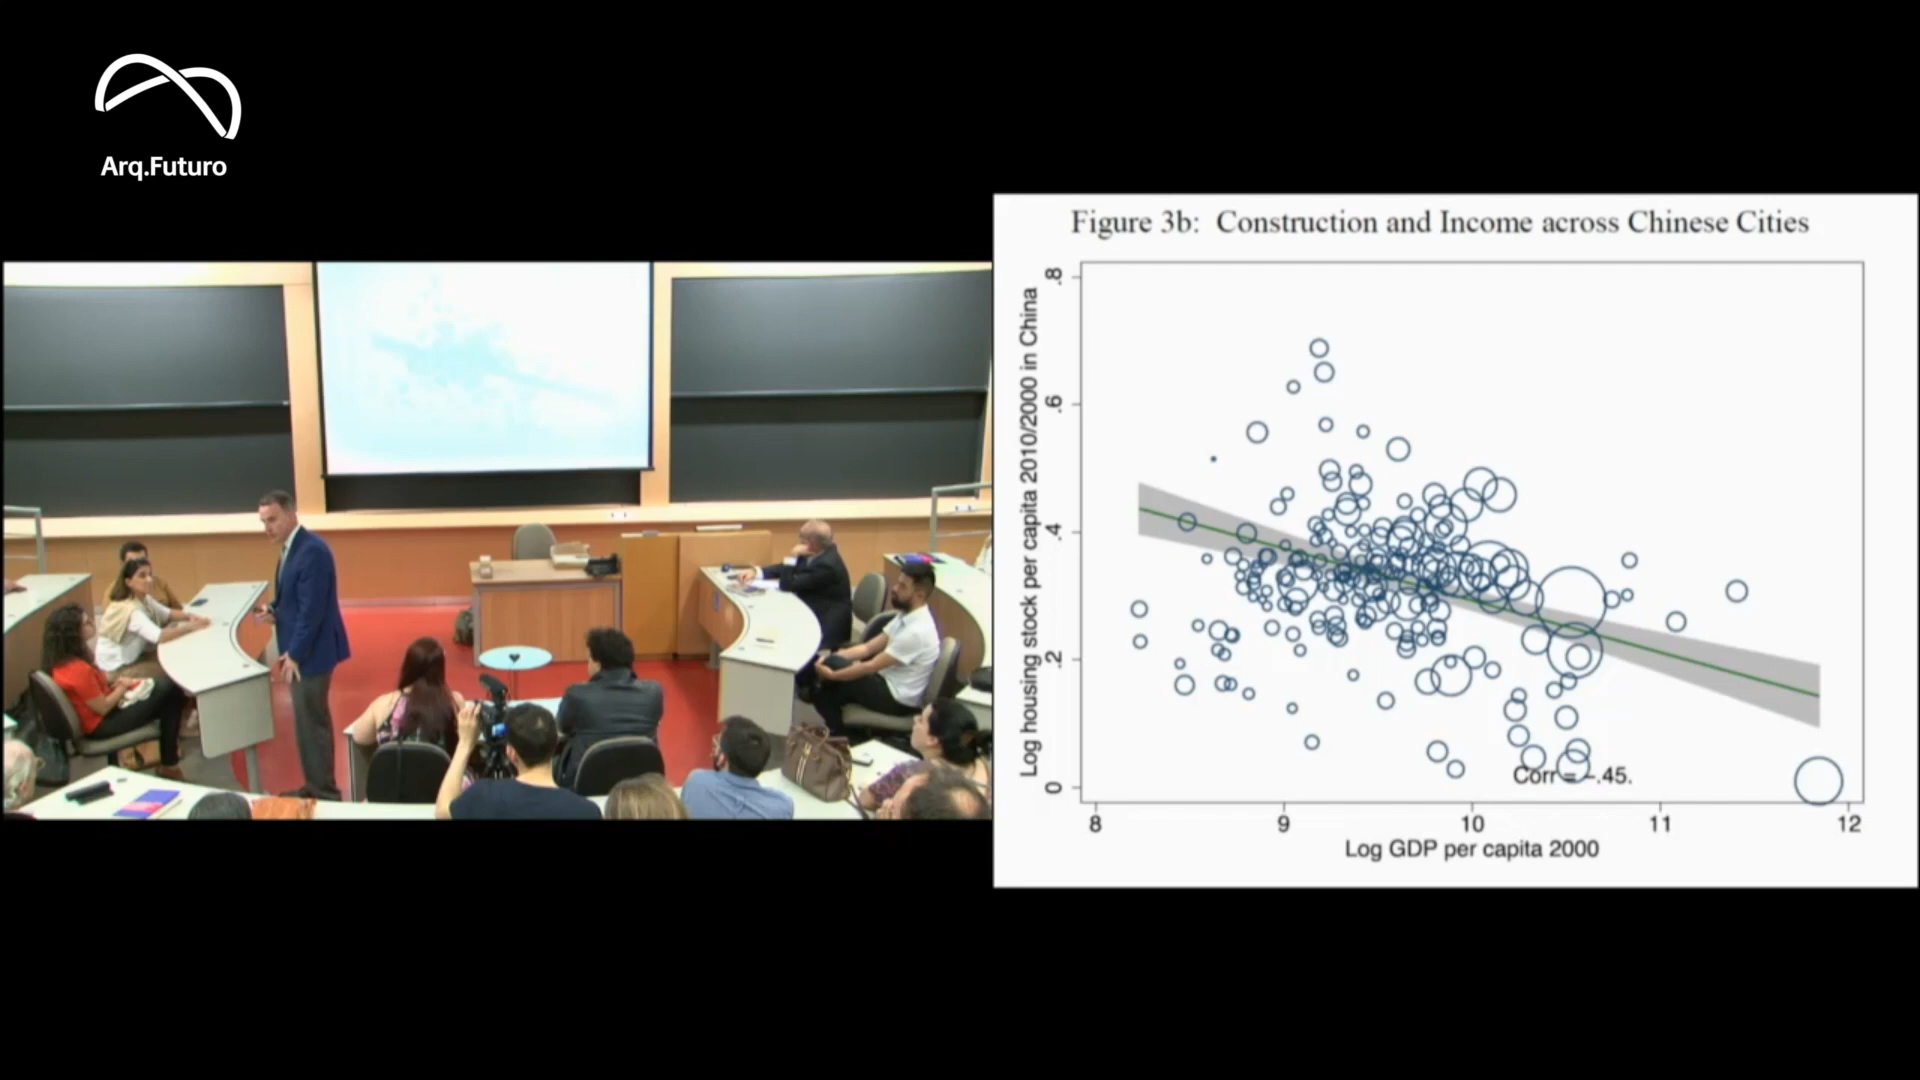 Arq.Futuro
Figure 3b: Construction and Income across Chinese Cities
Log housing stock per capita 2010/2000 in China
.8
.6
.4
.2
0
Corr = -.45.
8 9 10 11 12
Log GDP per capita 2000